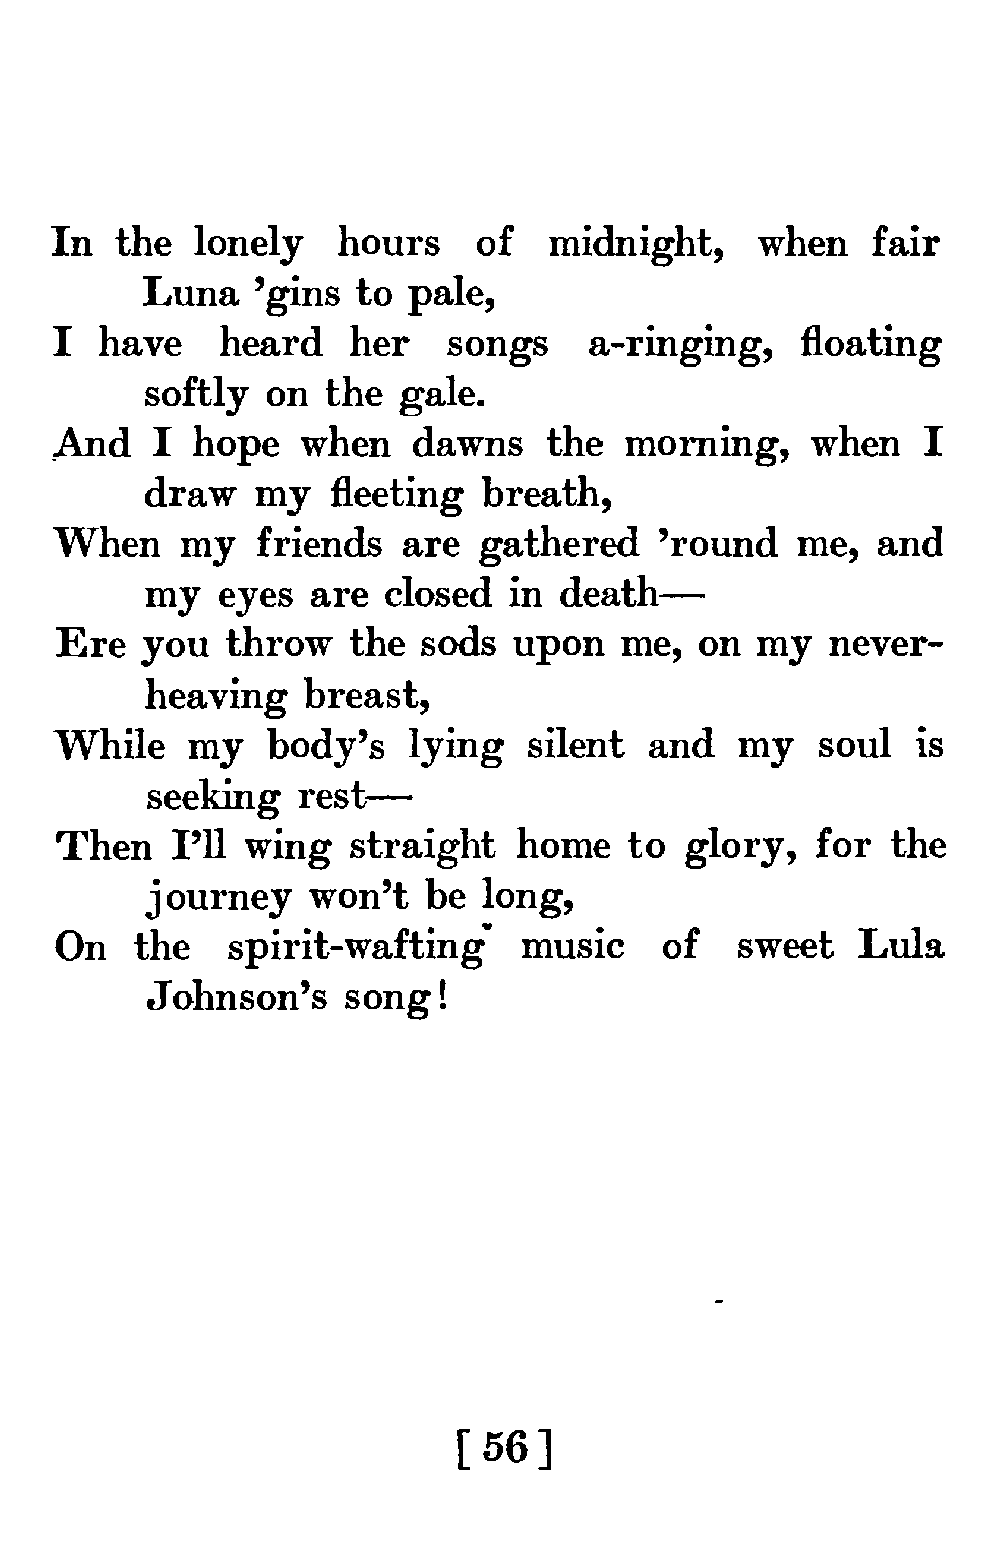 In the lonely hours of midnight, when fair
Luna ’gins to pale,
I have heard her songs a-ringing, floating
softly on the gale.
And I hope when dawns the morning, when I
draw my fleeting breath,
When my friends are gathered ’round me, and
my eyes are closed in death—
Ere you throw the sods upon me, on my never-
heaving breast,
While my body’s lying silent and my soul is
seeking rest—
Then I’ll wing straight home to glory, for the
journey won’t be long,
On the spirit-wafting music of sweet Lula
Johnson’s song!
[ 56 ]